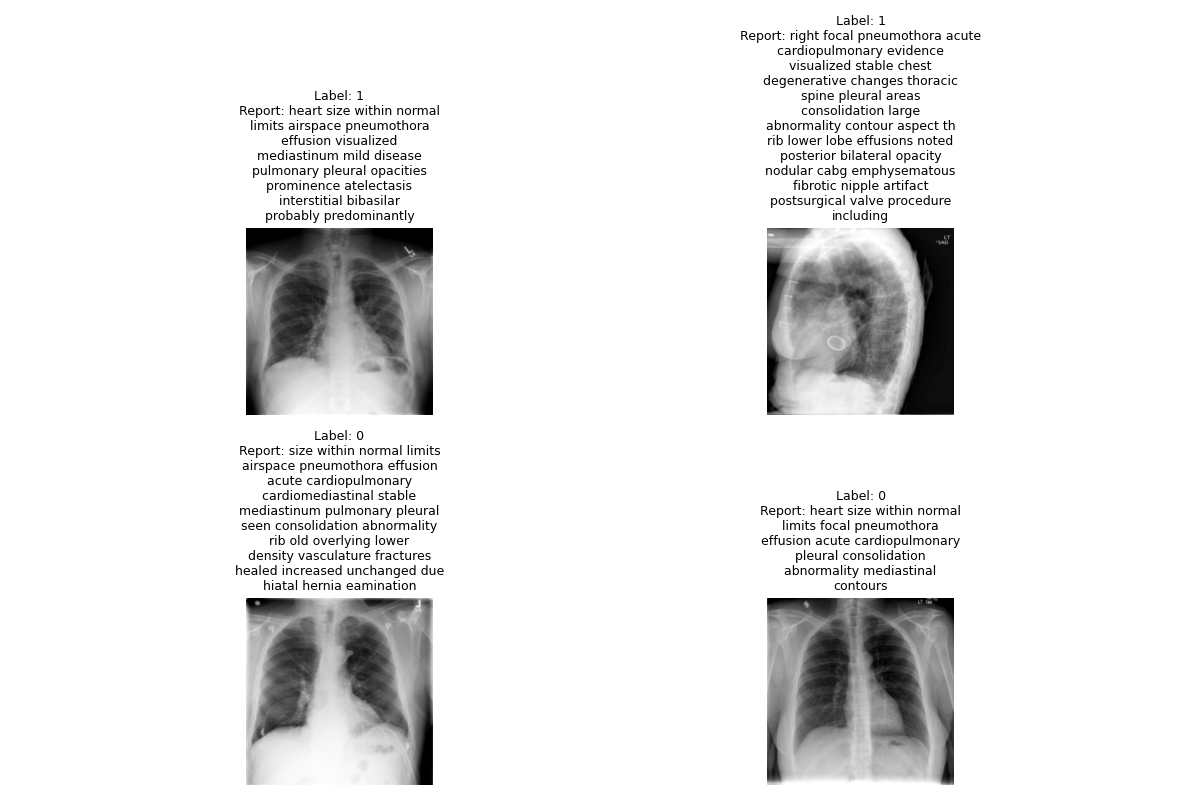 Label: 1
Report: heart size within normal
limits airspace pneumothora
effusion visualized
mediastinum mild disease
pulmonary pleural opacities
prominence atelectasis
interstitial bibasilar
probably predominantly
Label: 1
Report: right focal pneumothora acute
cardiopulmonary evidence
visualized stable chest
degenerative changes thoracic
spine pleural areas
consolidation large
abnormality contour aspect th
rib lower lobe effusions noted
posterior bilateral opacity
nodular cabg emphysematous
fibrotic nipple artifact
postsurgical valve procedure
including
LT
Label: 0
Report: size within normal limits
airspace pneumothora effusion
acute cardiopulmonary
cardiomediastinal stable
mediastinum pulmonary pleural
seen consolidation abnormality
rib old overlying lower
density vasculature fractures
healed increased unchanged due
hiatal hernia eamination
Label: 0
Report: heart size within normal
limits focal pneumothora
effusion acute cardiopulmonary
pleural consolidation
abnormality mediastinal
contours
LT